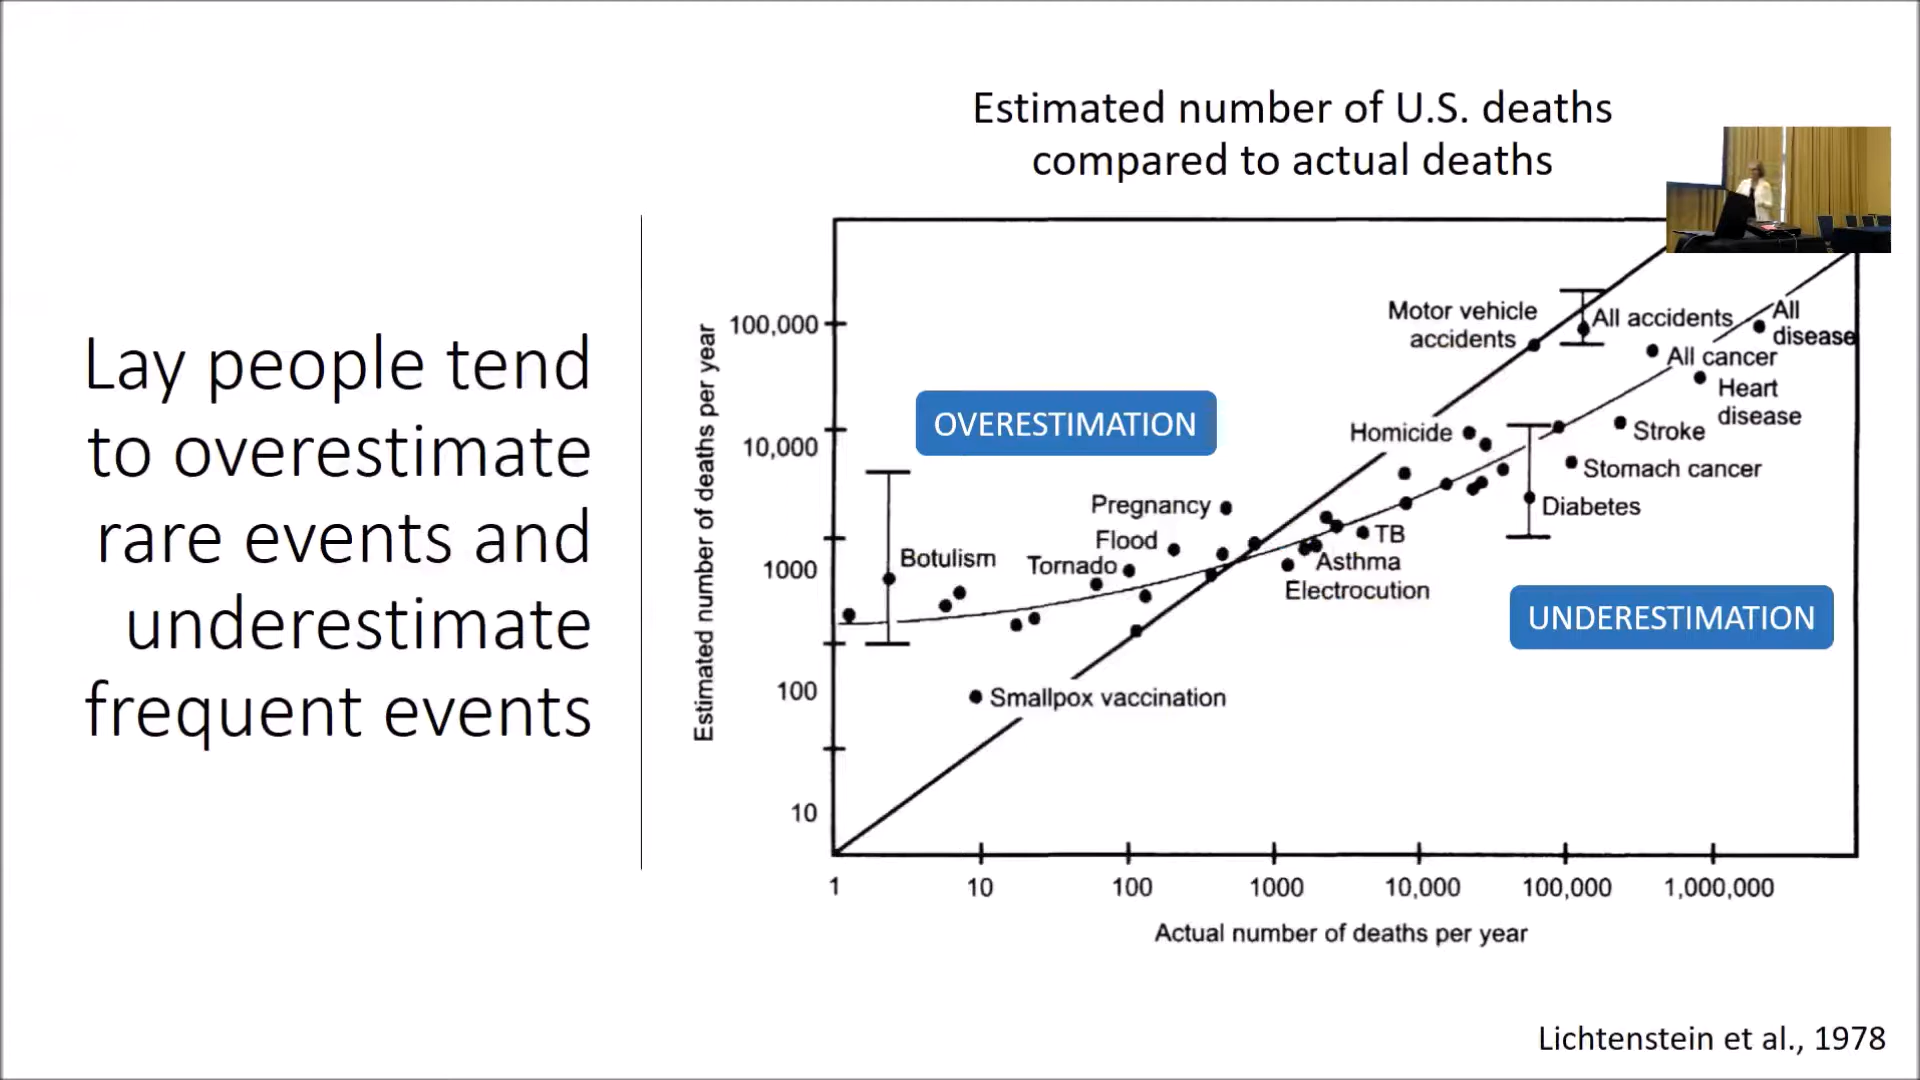 Estimated number of U.S. deaths
compared to actual deaths
Lay people tend
to overestimate
rare events and
underestimate
frequent events
Estimated number of deaths per year
100,000
10,000
1000
100
10
OVERESTIMATION
UNDERESTIMATION
Motor vehicle
accidents
All accidents
All
disease
All cancer
Heart
disease
Homicide
Stroke
Stomach cancer
Diabetes
Pregnancy
Flood
TB
Botulism
Tornado
Asthma
Electrocution
Smallpox vaccination
1
10
100
1000
10,000
100,000
1,000,000
Actual number of deaths per year
Lichtenstein et al., 1978